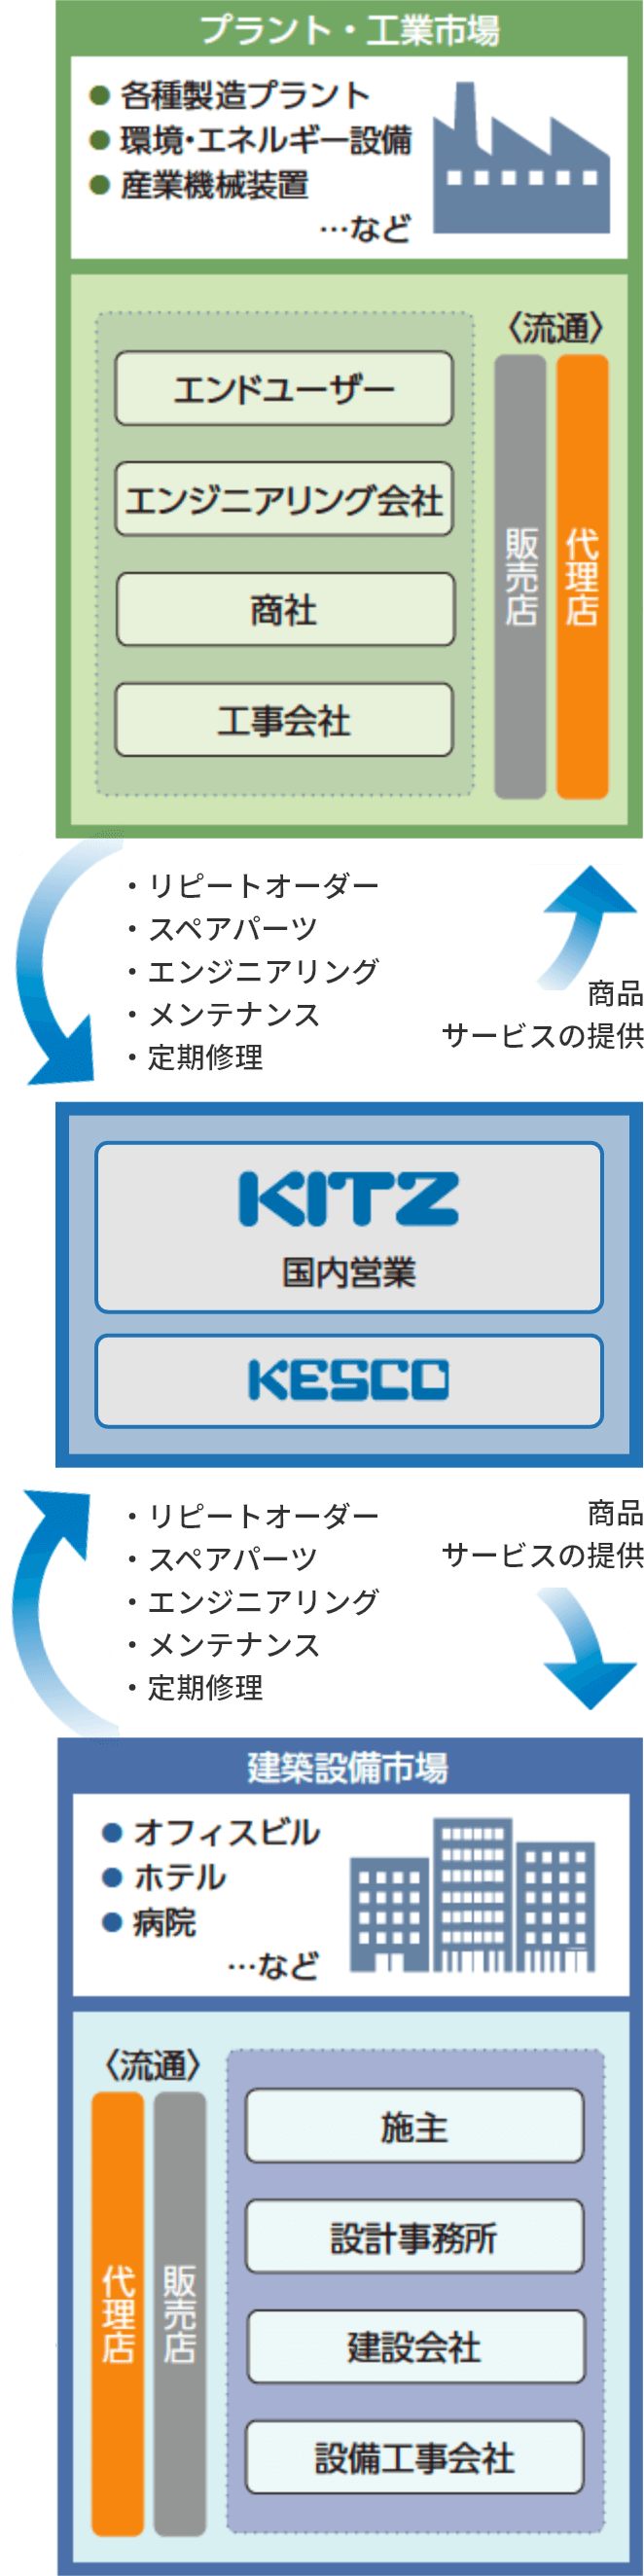 プラント・工業市場
● 各種製造プラント
● 環境・エネルギー設備
● 産業機械装置
…など
〈流通〉
エンドユーザー
エンジニアリング会社
商社
工事会社
販売店
代理店
・リピートオーダー
・スペアパーツ
・エンジニアリング
・メンテナンス
・定期修理
商品
サービスの提供
KITZ
国内営業
KESCO
・リピートオーダー
・スペアパーツ
・エンジニアリング
・メンテナンス
・定期修理
商品
サービスの提供
建築設備市場
● オフィスビル
● ホテル
● 病院
…など
〈流通〉
代理店
販売店
施主
設計事務所
建設会社
設備工事会社